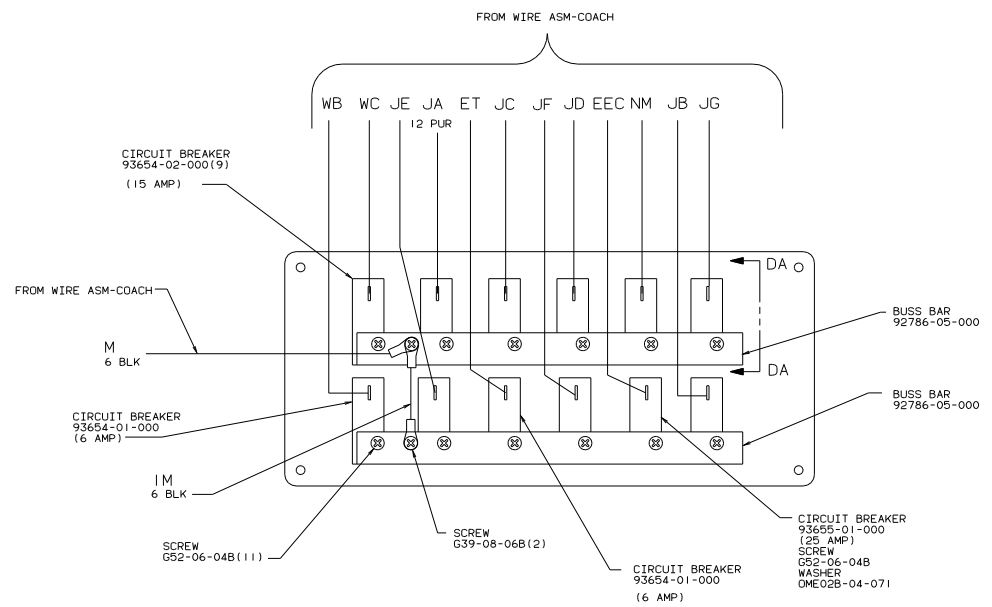 FROM WIRE ASM-COACH
WB WC JE JA ET JC JF JD EEC NM JB JG
12 PUR
CIRCUIT BREAKER
93654-02-000(9)
(15 AMP)
DA
FROM WIRE ASM-COACH
BUSS BAR
92786-05-000
M
6 BLK
DA
BUSS BAR
92786-05-000
CIRCUIT BREAKER
93654-01-000
(6 AMP)
1M
6 BLK
SCREW
G52-06-04B(11)
SCREW
G39-08-06B(2)
CIRCUIT BREAKER
93654-01-000
(6 AMP)
CIRCUIT BREAKER
93655-01-000
(25 AMP)
SCREW
G52-06-04B
WASHER
OME02B-04-071